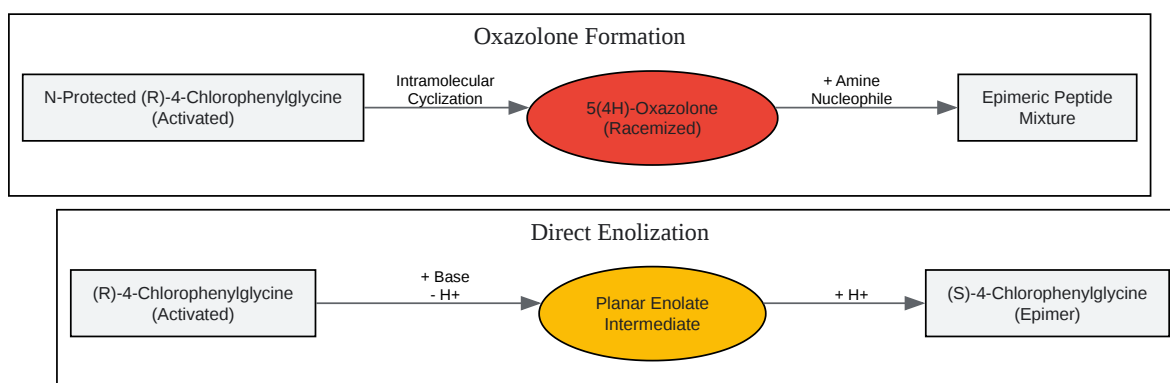 Oxazolone Formation
N-Protected (R)-4-Chlorophenylglycine
(Activated)
Intramolecular
Cyclization
5(4H)-Oxazolone
(Racemized)
+ Amine
Nucleophile
Epimeric Peptide
Mixture
Direct Enolization
(R)-4-Chlorophenylglycine
(Activated)
+ Base
- H+
Planar Enolate
Intermediate
+ H+
(S)-4-Chlorophenylglycine
(Epimer)